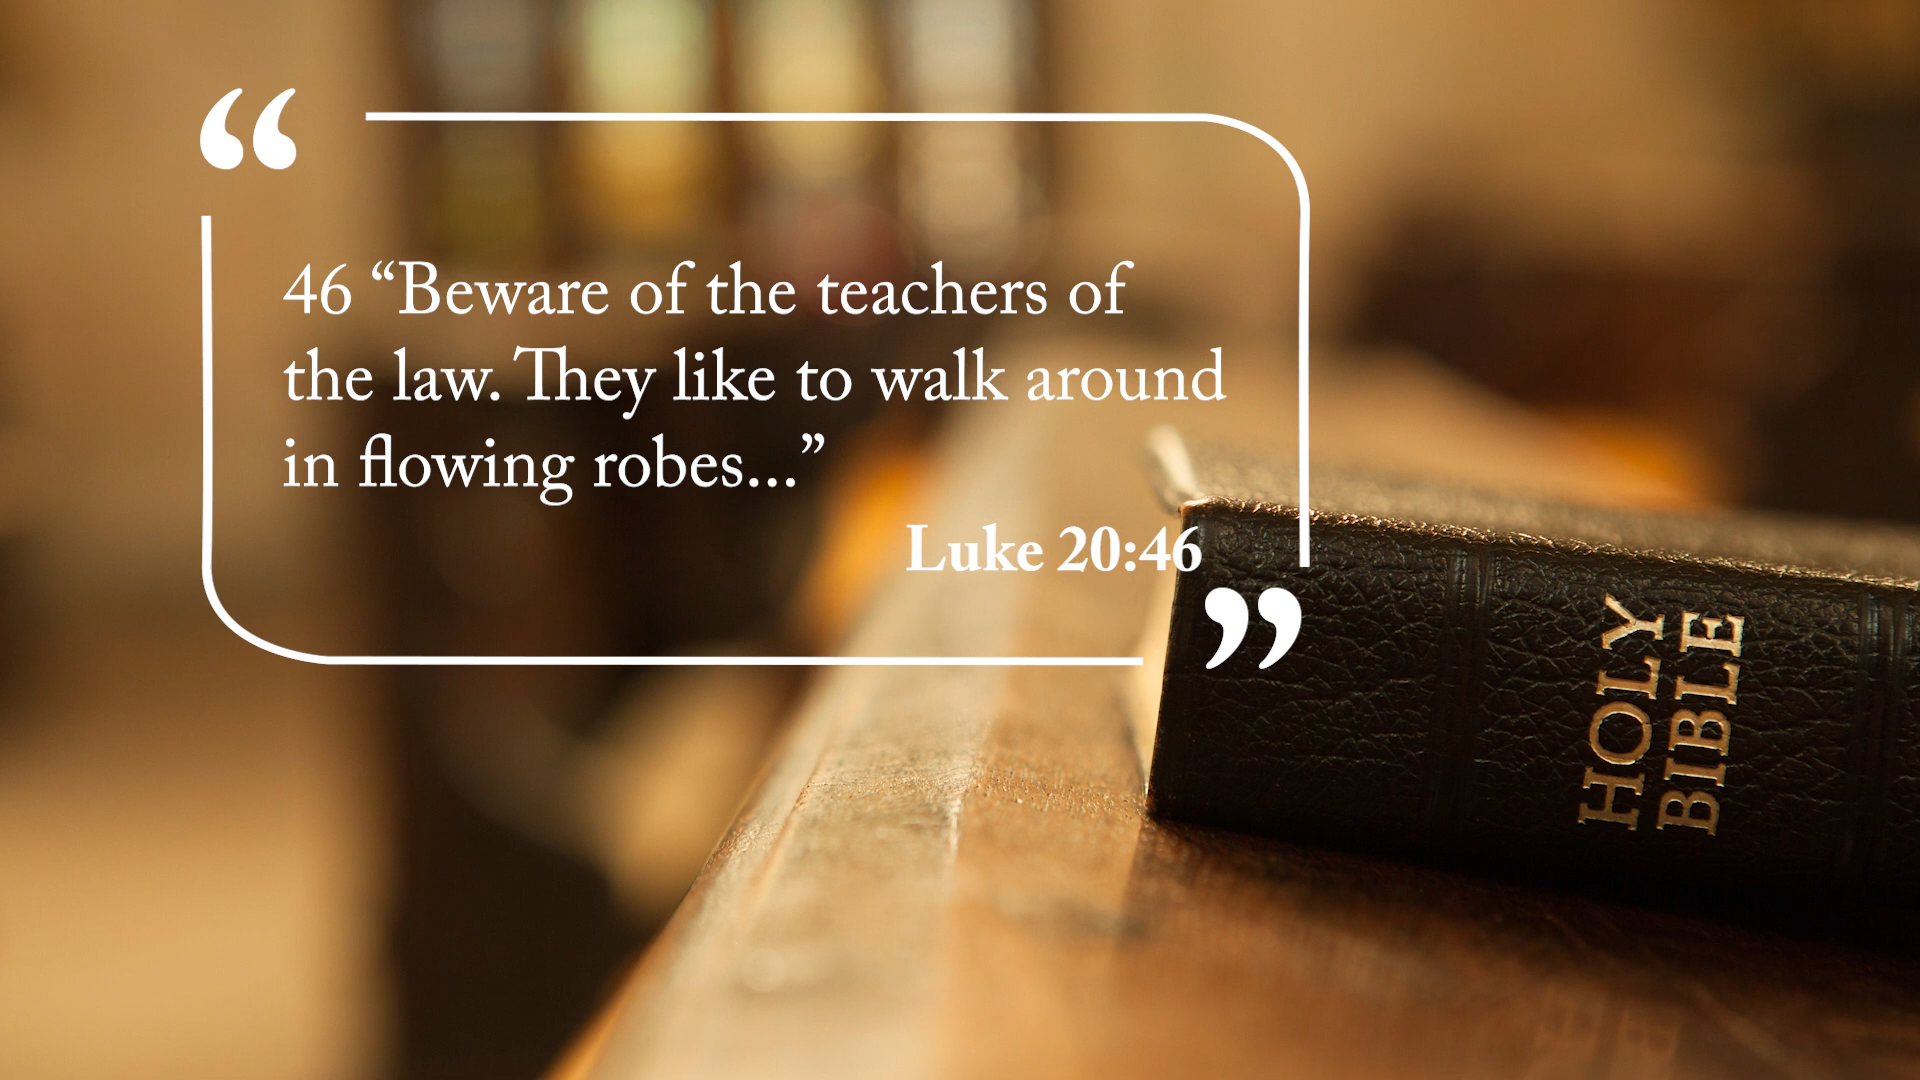 “
46 “Beware of the teachers of
the law. They like to walk around
in flowing robes...”
Luke 20:46
”
HOLY
BIBLE